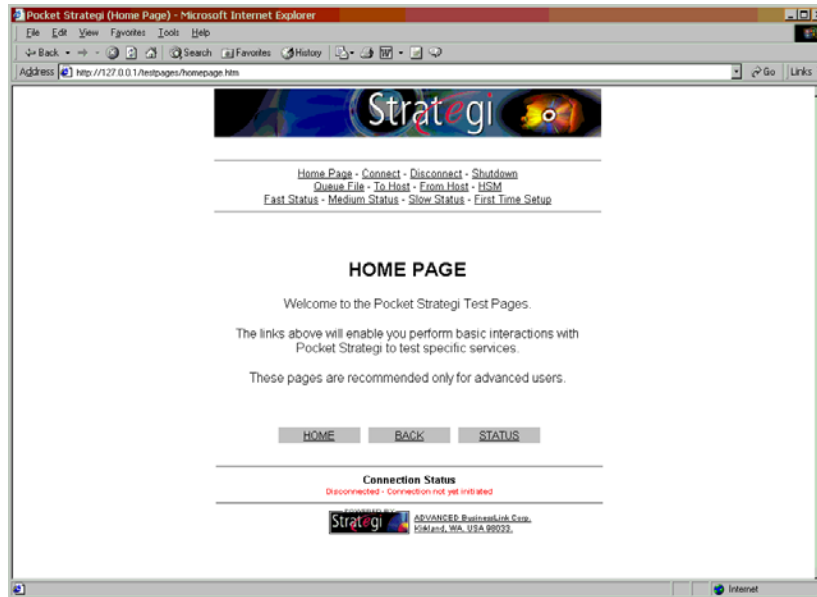 Pocket Strategi (Home Page) - Microsoft Internet Explorer
File Edit View Favorites Tools Help
Back Search Favorites History
Address http://127.0.0.1/testpages/homepage.htm Go Links
Strategi
Home Page - Connect - Disconnect - Shutdown
Queue File - To Host - From Host - HSM
Fast Status - Medium Status - Slow Status - First Time Setup
HOME PAGE
Welcome to the Pocket Strategi Test Pages.
The links above will enable you perform basic interactions with
Pocket Strategi to test specific services.
These pages are recommended only for advanced users.
HOME BACK STATUS
Connection Status
Disconnected - Connection not yet initiated
POWERED BY
Strategi
ADVANCED BusinessLink Corp.
Kirkland, WA, USA 98033.
Internet